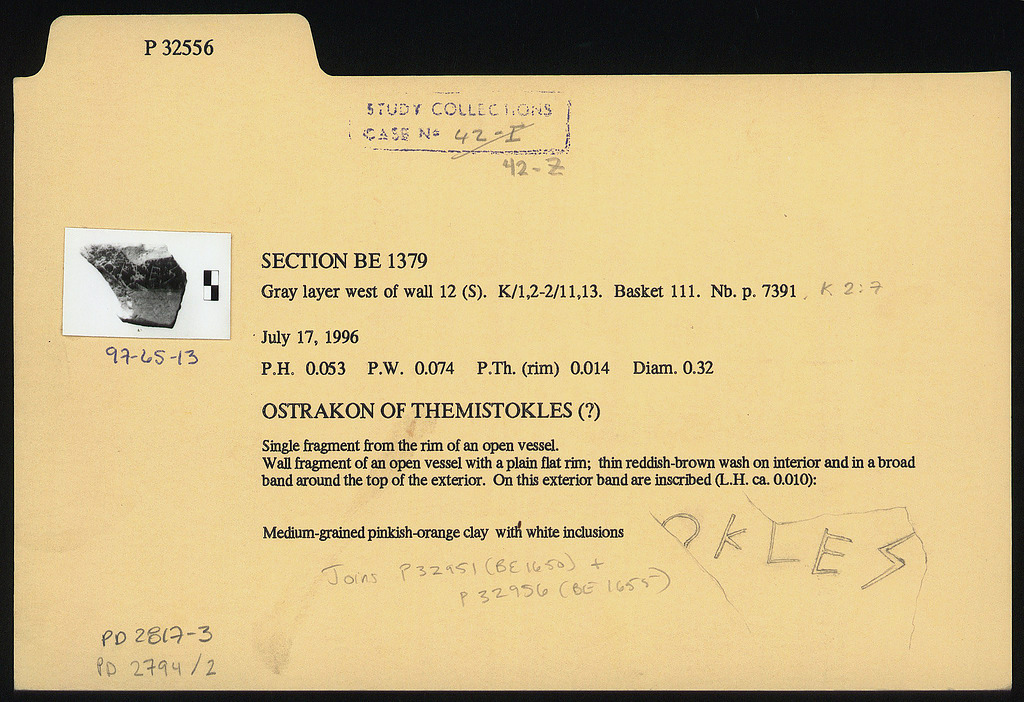 P 32556
STUDY COLLECTIONS
CASE No 42-I
42-Z
SECTION BE 1379
Gray layer west of wall 12 (S). K/1,2-2/11,13. Basket 111. Nb. p. 7391, K 2:7
July 17, 1996
97-65-13
P.H. 0.053 P.W. 0.074 P.Th. (rim) 0.014 Diam. 0.32
OSTRAKON OF THEMISTOKLES (?)
Single fragment from the rim of an open vessel.
Wall fragment of an open vessel with a plain flat rim; thin reddish-brown wash on interior and in a broad
band around the top of the exterior. On this exterior band are inscribed (L.H. ca. 0.010):
OKLES
Medium-grained pinkish-orange clay with white inclusions
Joins P32951 (BE 1650) +
P 32956 (BE 1655)
PD 2817-3
PD 2794/2